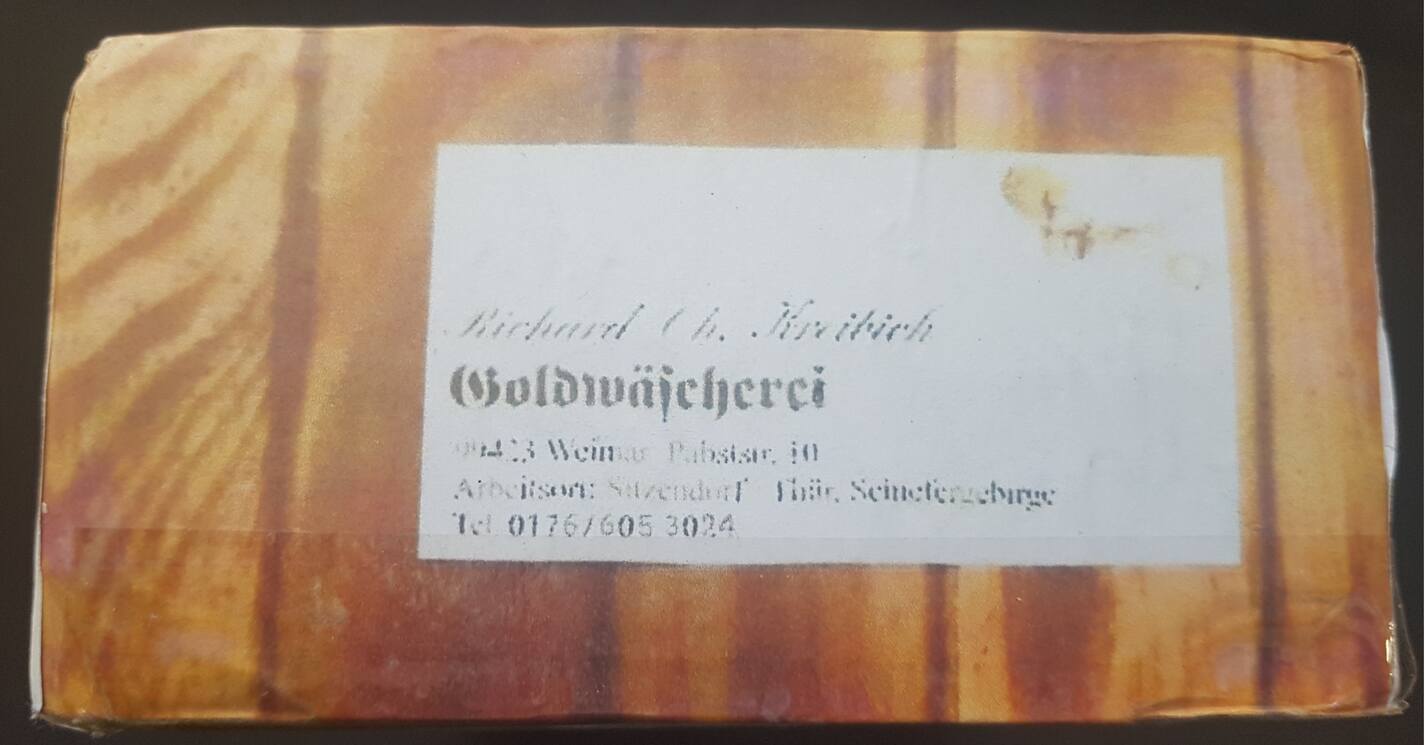 Richard Ch. Kreibich
Goldwäſcherei
99423 Weimar Pabststr. 10
Arbeitsort: Sitzendorf Thür. Schiefergebirge
Tel. 0176/605 3024